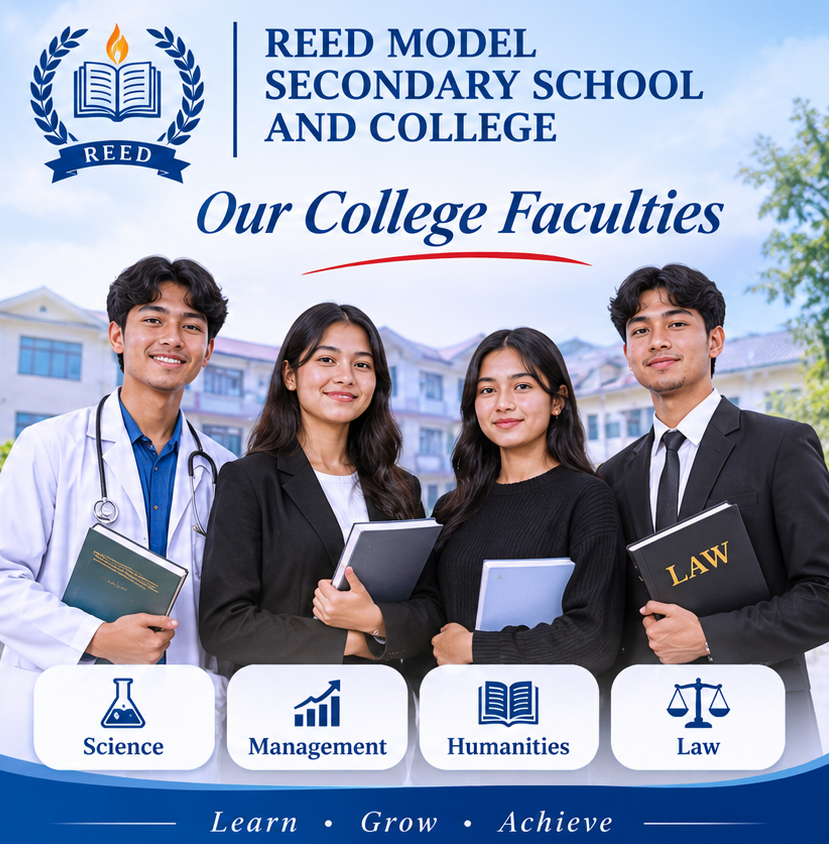 REED
REED MODEL
SECONDARY SCHOOL
AND COLLEGE
Our College Faculties
LAW
Science
Management
Humanities
Law
Learn • Grow • Achieve